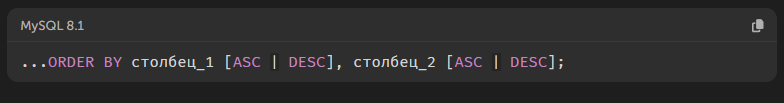 MySQL 8.1
...ORDER BY столбец_1 [ASC | DESC], столбец_2 [ASC | DESC];